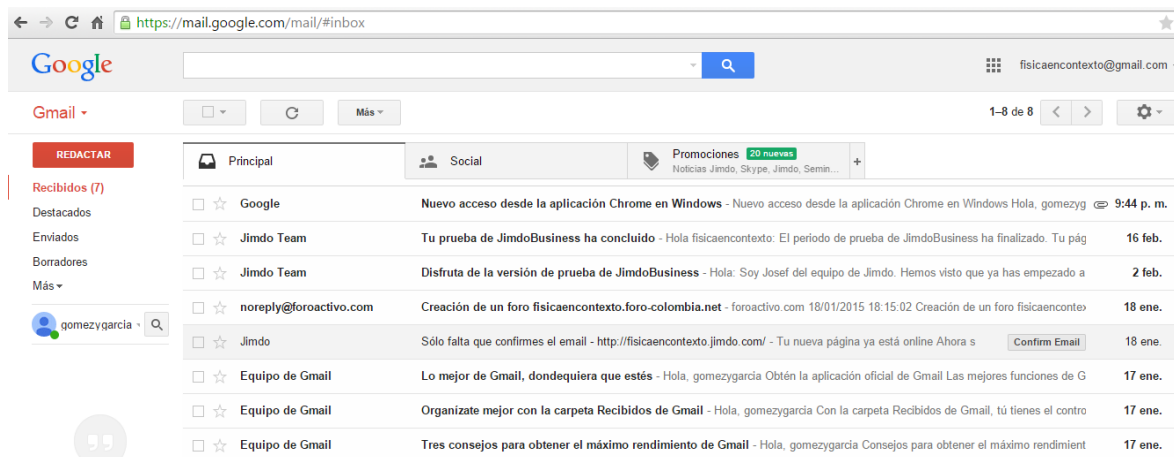 https://mail.google.com/mail/#inbox
Google
fisicaencontexto@gmail.com
Gmail
Más
1–8 de 8
REDACTAR
Principal
Social
Promociones 20 nuevas
Noticias Jimdo, Skype, Jimdo, Semin...
+
Recibidos (7)
Destacados
Enviados
Borradores
Más
gomezygarcia
Google Nuevo acceso desde la aplicación Chrome en Windows - Nuevo acceso desde la aplicación Chrome en Windows Hola, gomezyg 9:44 p. m.
Jimdo Team Tu prueba de JimdoBusiness ha concluido - Hola fisicaencontexto: El periodo de prueba de JimdoBusiness ha finalizado. Tu pág 16 feb.
Jimdo Team Disfruta de la versión de prueba de JimdoBusiness - Hola: Soy Josef del equipo de Jimdo. Hemos visto que ya has empezado a 2 feb.
noreply@foroactivo.com Creación de un foro fisicaencontexto.foro-colombia.net - foroactivo.com 18/01/2015 18:15:02 Creación de un foro fisicaencontex 18 ene.
Jimdo Sólo falta que confirmes el email - http://fisicaencontexto.jimdo.com/ - Tu nueva página ya está online Ahora s Confirm Email 18 ene.
Equipo de Gmail Lo mejor de Gmail, dondequiera que estés - Hola, gomezygarcia Obtén la aplicación oficial de Gmail Las mejores funciones de G 17 ene.
Equipo de Gmail Organízate mejor con la carpeta Recibidos de Gmail - Hola, gomezygarcia Con la carpeta Recibidos de Gmail, tú tienes el contro 17 ene.
Equipo de Gmail Tres consejos para obtener el máximo rendimiento de Gmail - Hola, gomezygarcia Consejos para obtener el máximo rendimient 17 ene.